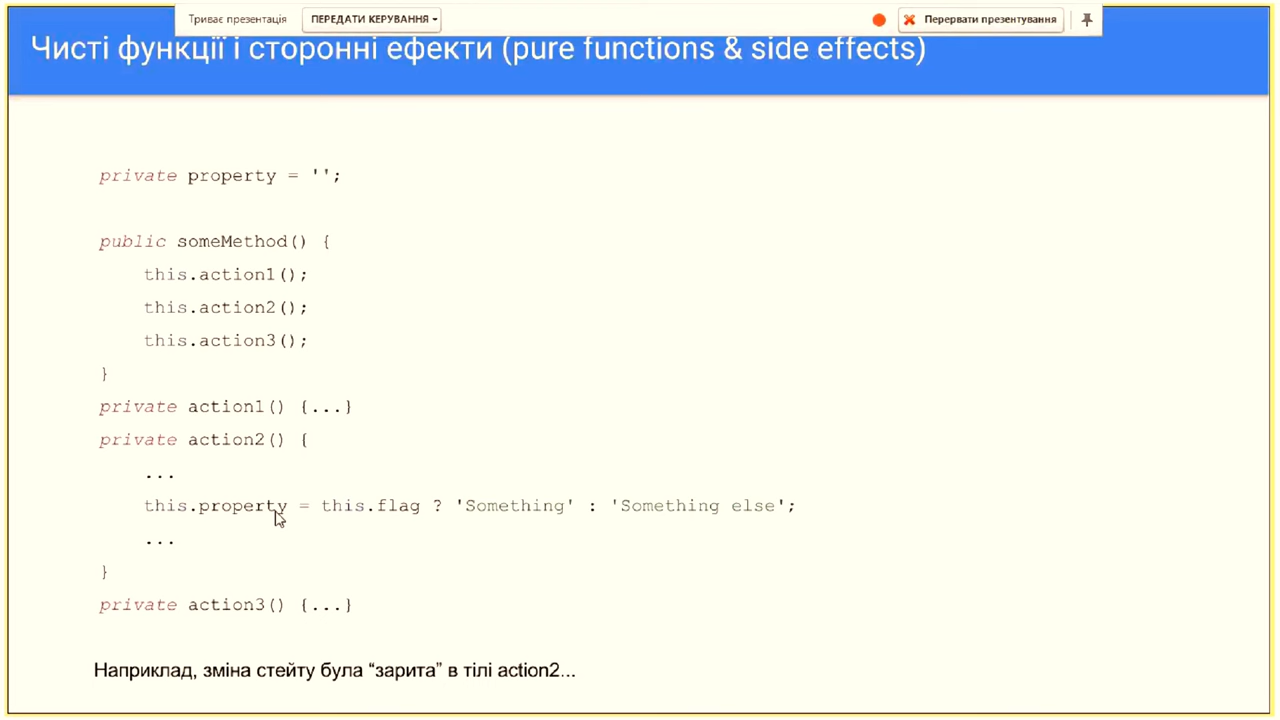 Триває презентація
ПЕРЕДАТИ КЕРУВАННЯ
Перервати презентування
Чисті функції і сторонні ефекти (pure functions & side effects)
private property = '';
public someMethod() {
this.action1();
this.action2();
this.action3();
}
private action1() {...}
private action2() {
...
this.property = this.flag ? 'Something' : 'Something else';
...
}
private action3() {...}
Наприклад, зміна стейту була “зарита” в тілі action2...